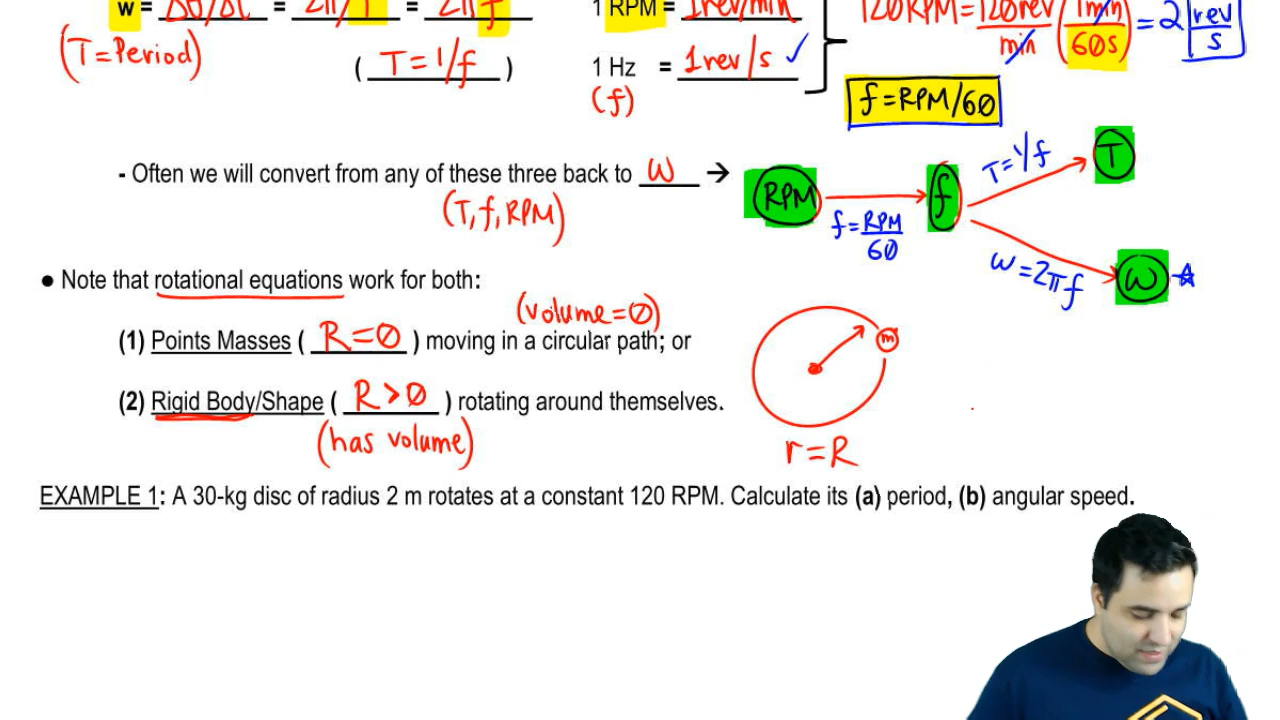 w = Δθ/Δt = 2π/T = 2πf
1 RPM = 1rev/min
120RPM = 120rev/min (1min/60s) = 2 rev/s
(T=Period)
( T=1/f )
1 Hz = 1rev/s ✓
(f)
f=RPM/60
T=1/f
T
- Often we will convert from any of these three back to W → RPM f
(T,f,RPM)
f=RPM/60
W=2πf W
● Note that rotational equations work for both:
(volume=0)
(1) Points Masses ( R=0 ) moving in a circular path; or
m
(2) Rigid Body/Shape ( R>0 ) rotating around themselves.
(has volume)
r=R
EXAMPLE 1: A 30-kg disc of radius 2 m rotates at a constant 120 RPM. Calculate its (a) period, (b) angular speed.